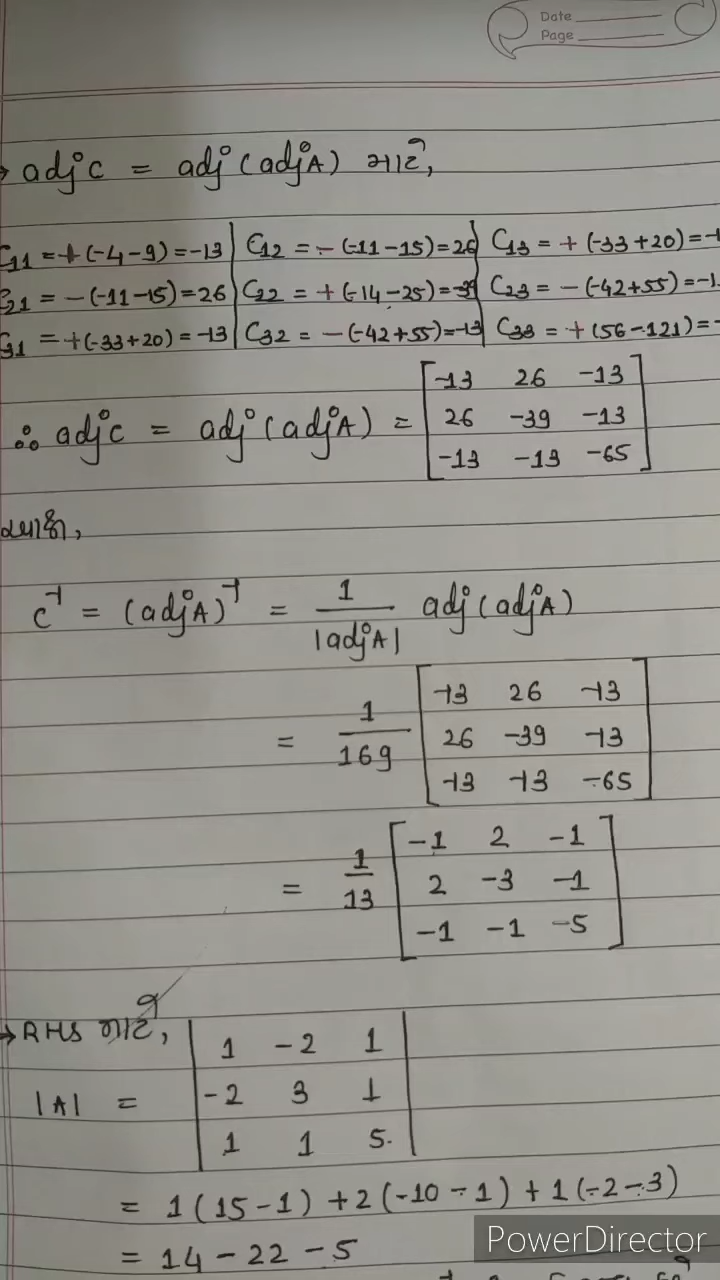 Date
Page
→ adj C = adj (adj A) માટે,
C11 = +(-4-9) = -13 | C12 = -(-11-15) = 26 | C13 = +(-33+20) = -1
C21 = -(-11-15) = 26 | C22 = +(-14-25) = -39 | C23 = -(-42+55) = -1
C31 = +(-33+20) = -13 | C32 = -(-42+55) = -13 | C33 = +(56-121) = -
∴ adj C = adj (adj A) = [ -13 26 -13
26 -39 -13
-13 -13 -65 ]
C⁻¹ = (adj A)⁻¹ = 1/|adj A| adj (adj A)
= 1/169 [ -13 26 -13
26 -39 -13
-13 -13 -65 ]
= 1/13 [ -1 2 -1
2 -3 -1
-1 -1 -5 ]
→ RHS માટે,
|A| = | 1 -2 1
-2 3 1
1 1 5. |
= 1(15-1) +2(-10-1) +1(-2-3)
= 14 - 22 - 5
PowerDirector